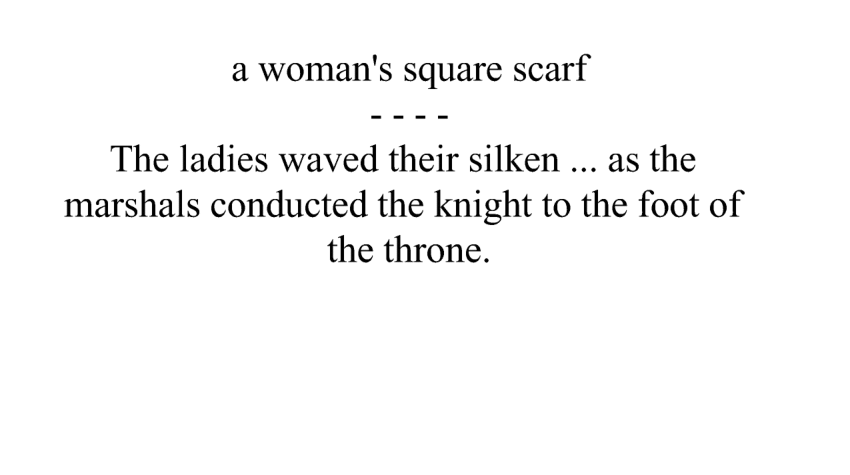 a woman's square scarf
- - - -
The ladies waved their silken ... as the
marshals conducted the knight to the foot of
the throne.